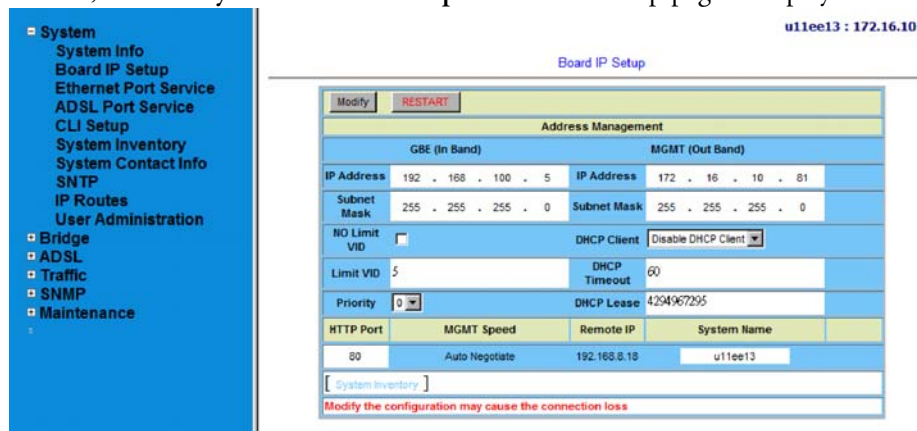 u11ee13 : 172.16.10
System
System Info
Board IP Setup
Ethernet Port Service
ADSL Port Service
CLI Setup
System Inventory
System Contact Info
SNTP
IP Routes
User Administration
Bridge
ADSL
Traffic
SNMP
Maintenance
Board IP Setup
Modify RESTART
Address Management
GBE (In Band) MGMT (Out Band)
IP Address 192 . 168 . 100 . 5 IP Address 172 . 16 . 10 . 81
Subnet Mask 255 . 255 . 255 . 0 Subnet Mask 255 . 255 . 255 . 0
NO Limit VID DHCP Client Disable DHCP Client
Limit VID 5 DHCP Timeout 60
Priority 0 DHCP Lease 4294967295
HTTP Port MGMT Speed Remote IP System Name
80 Auto Negotiate 192.168.8.18 u11ee13
[ System Inventory ]
Modify the configuration may cause the connection loss